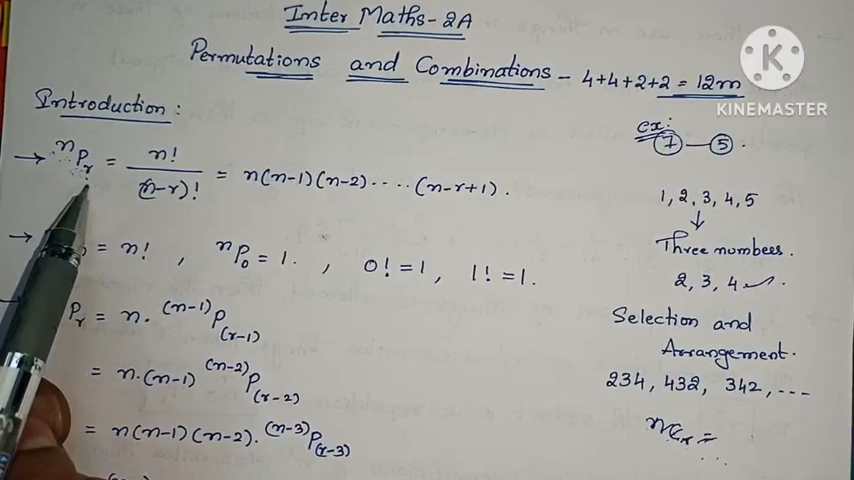 Inter Maths-2A
Permutations and Combinations - 4+4+2+2 = 12m
KINEMASTER
Introduction:
→ ⁿPᵣ = n! / (n-r)! = n(n-1)(n-2)....(n-r+1).
→ = n! , ⁿP₀ = 1. , 0! = 1, 1! = 1.
Pᵣ = n. ⁽ⁿ⁻¹⁾P₍ᵣ₋₁₎
= n.(n-1) ⁽ⁿ⁻²⁾P₍ᵣ₋₂₎
= n(n-1)(n-2). ⁽ⁿ⁻³⁾P₍ᵣ₋₃₎
ex:
7 — 5.
1, 2, 3, 4, 5
↓
Three numbers.
2, 3, 4
Selection and
Arrangement.
234, 432, 342, ...
ⁿCᵣ =